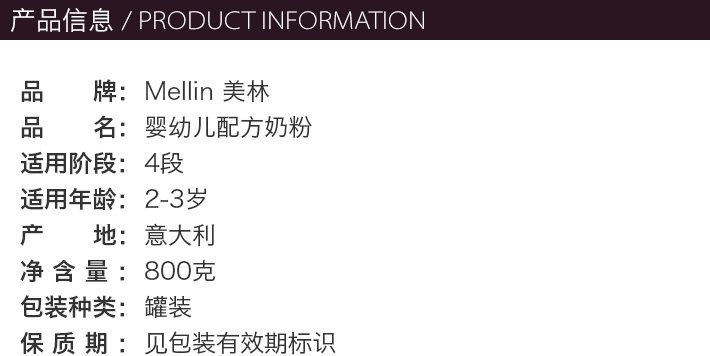 产品信息 / PRODUCT INFORMATION
品 牌：Mellin 美林
品 名：婴幼儿配方奶粉
适用阶段：4段
适用年龄：2-3岁
产 地：意大利
净 含 量 ：800克
包装种类：罐装
保 质 期 ：见包装有效期标识